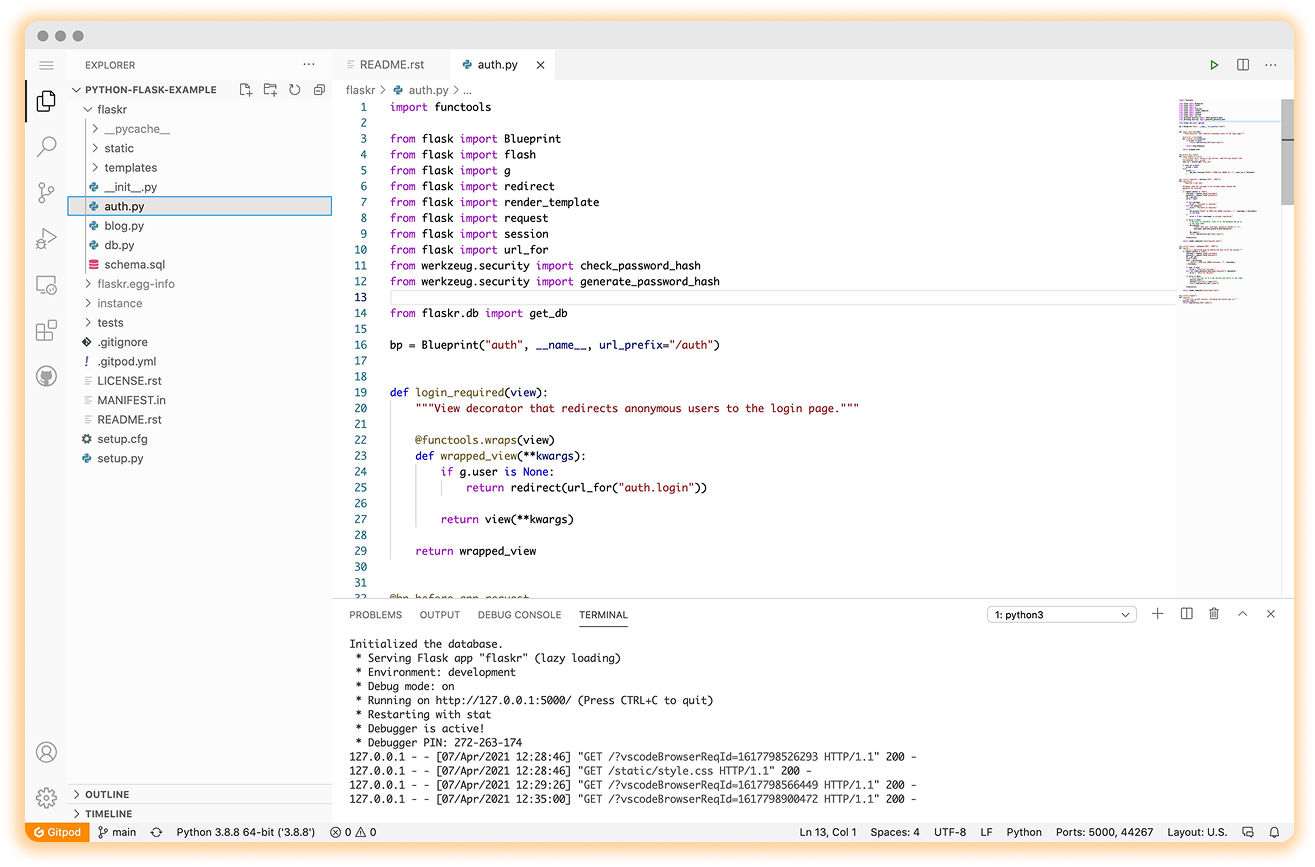 EXPLORER
PYTHON-FLASK-EXAMPLE
flaskr
__pycache__
static
templates
__init__.py
auth.py
blog.py
db.py
schema.sql
flaskr.egg-info
instance
tests
.gitignore
.gitpod.yml
LICENSE.rst
MANIFEST.in
README.rst
setup.cfg
setup.py
OUTLINE
TIMELINE
README.rst auth.py
flaskr > auth.py > ...
1 import functools
2
3 from flask import Blueprint
4 from flask import flash
5 from flask import g
6 from flask import redirect
7 from flask import render_template
8 from flask import request
9 from flask import session
10 from flask import url_for
11 from werkzeug.security import check_password_hash
12 from werkzeug.security import generate_password_hash
13
14 from flaskr.db import get_db
15
16 bp = Blueprint("auth", __name__, url_prefix="/auth")
17
18
19 def login_required(view):
20 """View decorator that redirects anonymous users to the login page."""
21
22 @functools.wraps(view)
23 def wrapped_view(**kwargs):
24 if g.user is None:
25 return redirect(url_for("auth.login"))
26
27 return view(**kwargs)
28
29 return wrapped_view
30
31
32 @bp.before_app_request
PROBLEMS OUTPUT DEBUG CONSOLE TERMINAL 1: python3
Initialized the database.
* Serving Flask app "flaskr" (lazy loading)
* Environment: development
* Debug mode: on
* Running on http://127.0.0.1:5000/ (Press CTRL+C to quit)
* Restarting with stat
* Debugger is active!
* Debugger PIN: 272-263-174
127.0.0.1 - - [07/Apr/2021 12:28:46] "GET /?vscodeBrowserReqId=1617798526293 HTTP/1.1" 200 -
127.0.0.1 - - [07/Apr/2021 12:28:46] "GET /static/style.css HTTP/1.1" 200 -
127.0.0.1 - - [07/Apr/2021 12:29:26] "GET /?vscodeBrowserReqId=1617798566449 HTTP/1.1" 200 -
127.0.0.1 - - [07/Apr/2021 12:35:00] "GET /?vscodeBrowserReqId=1617798900472 HTTP/1.1" 200 -
Gitpod main Python 3.8.8 64-bit ('3.8.8') 0 0 Ln 13, Col 1 Spaces: 4 UTF-8 LF Python Ports: 5000, 44267 Layout: U.S.